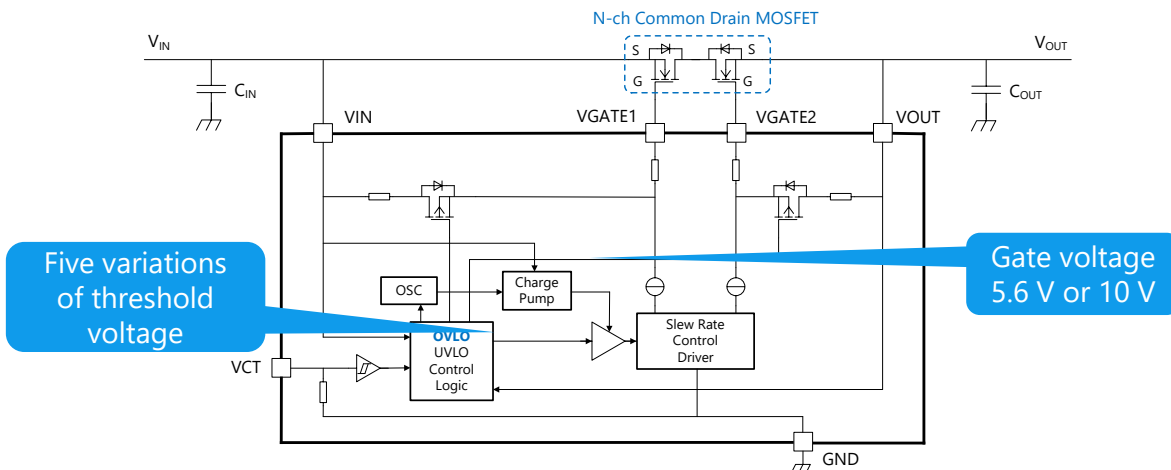 N-ch Common Drain MOSFET
VIN
VOUT
S
S
G
G
CIN
COUT
VIN
VGATE1
VGATE2
VOUT
Five variations
of threshold
voltage
Gate voltage
5.6 V or 10 V
OSC
Charge
Pump
OVLO
UVLO
Control
Logic
Slew Rate
Control
Driver
VCT
GND